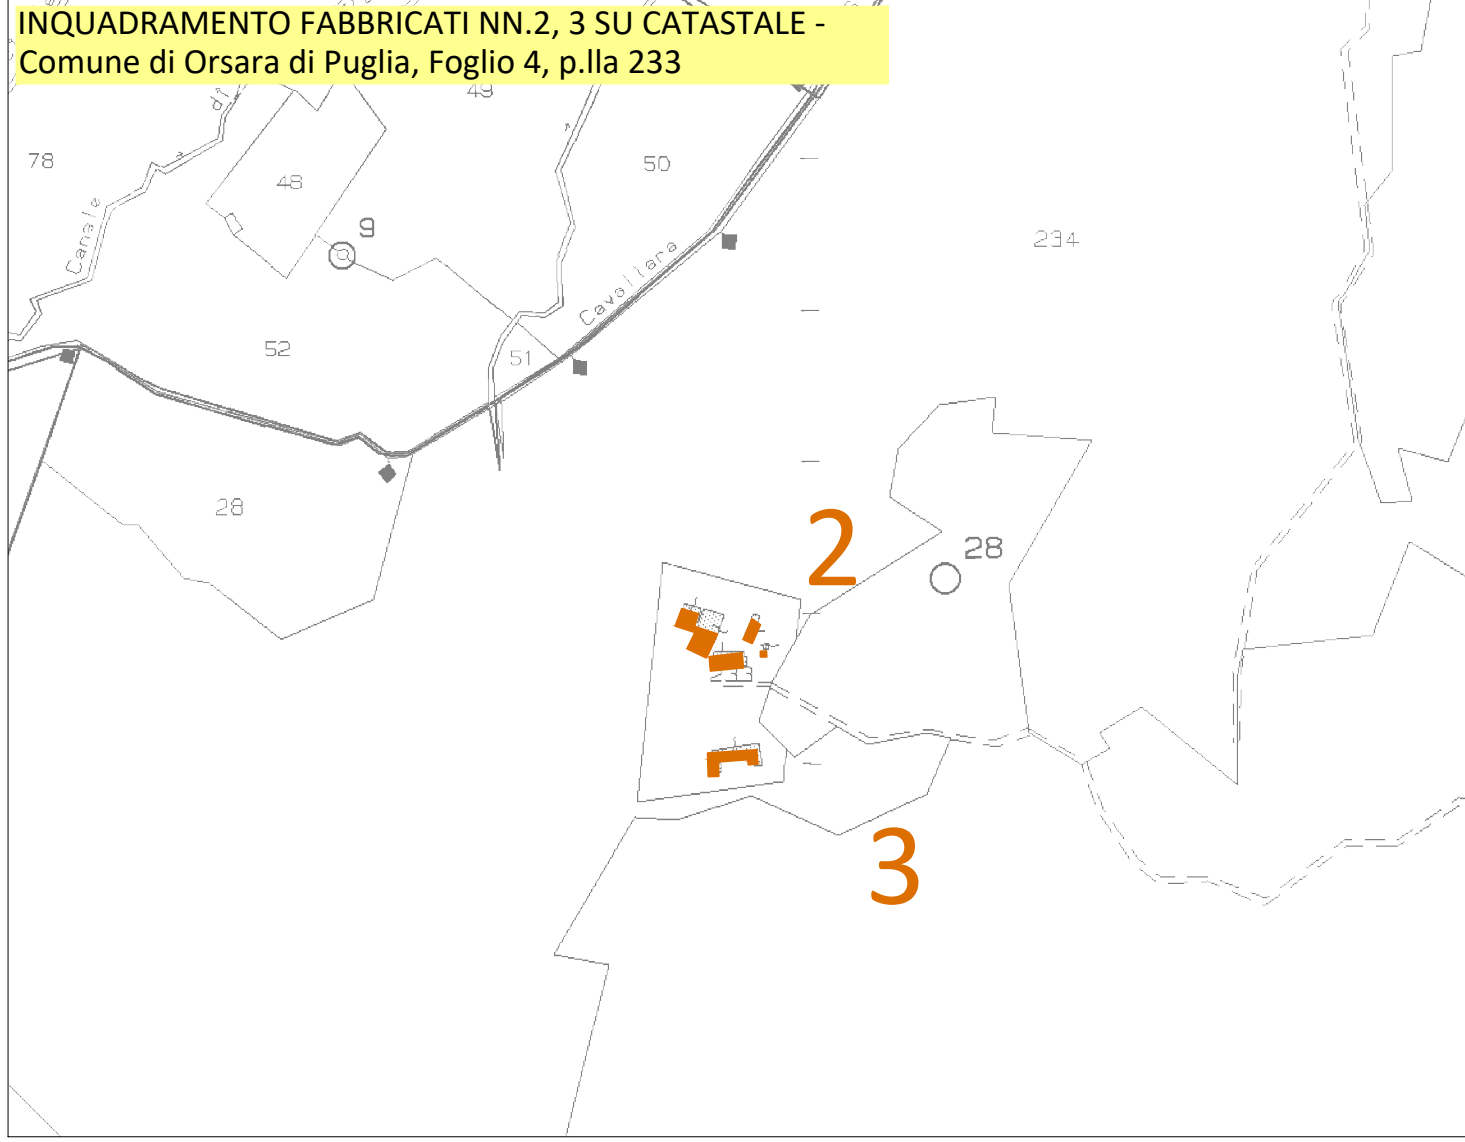 INQUADRAMENTO FABBRICATI NN.2, 3 SU CATASTALE -
Comune di Orsara di Puglia, Foglio 4, p.lla 233
49
di
78
50
48
Canale
9
234
Cavallara
52
51
28
2
28
233
3